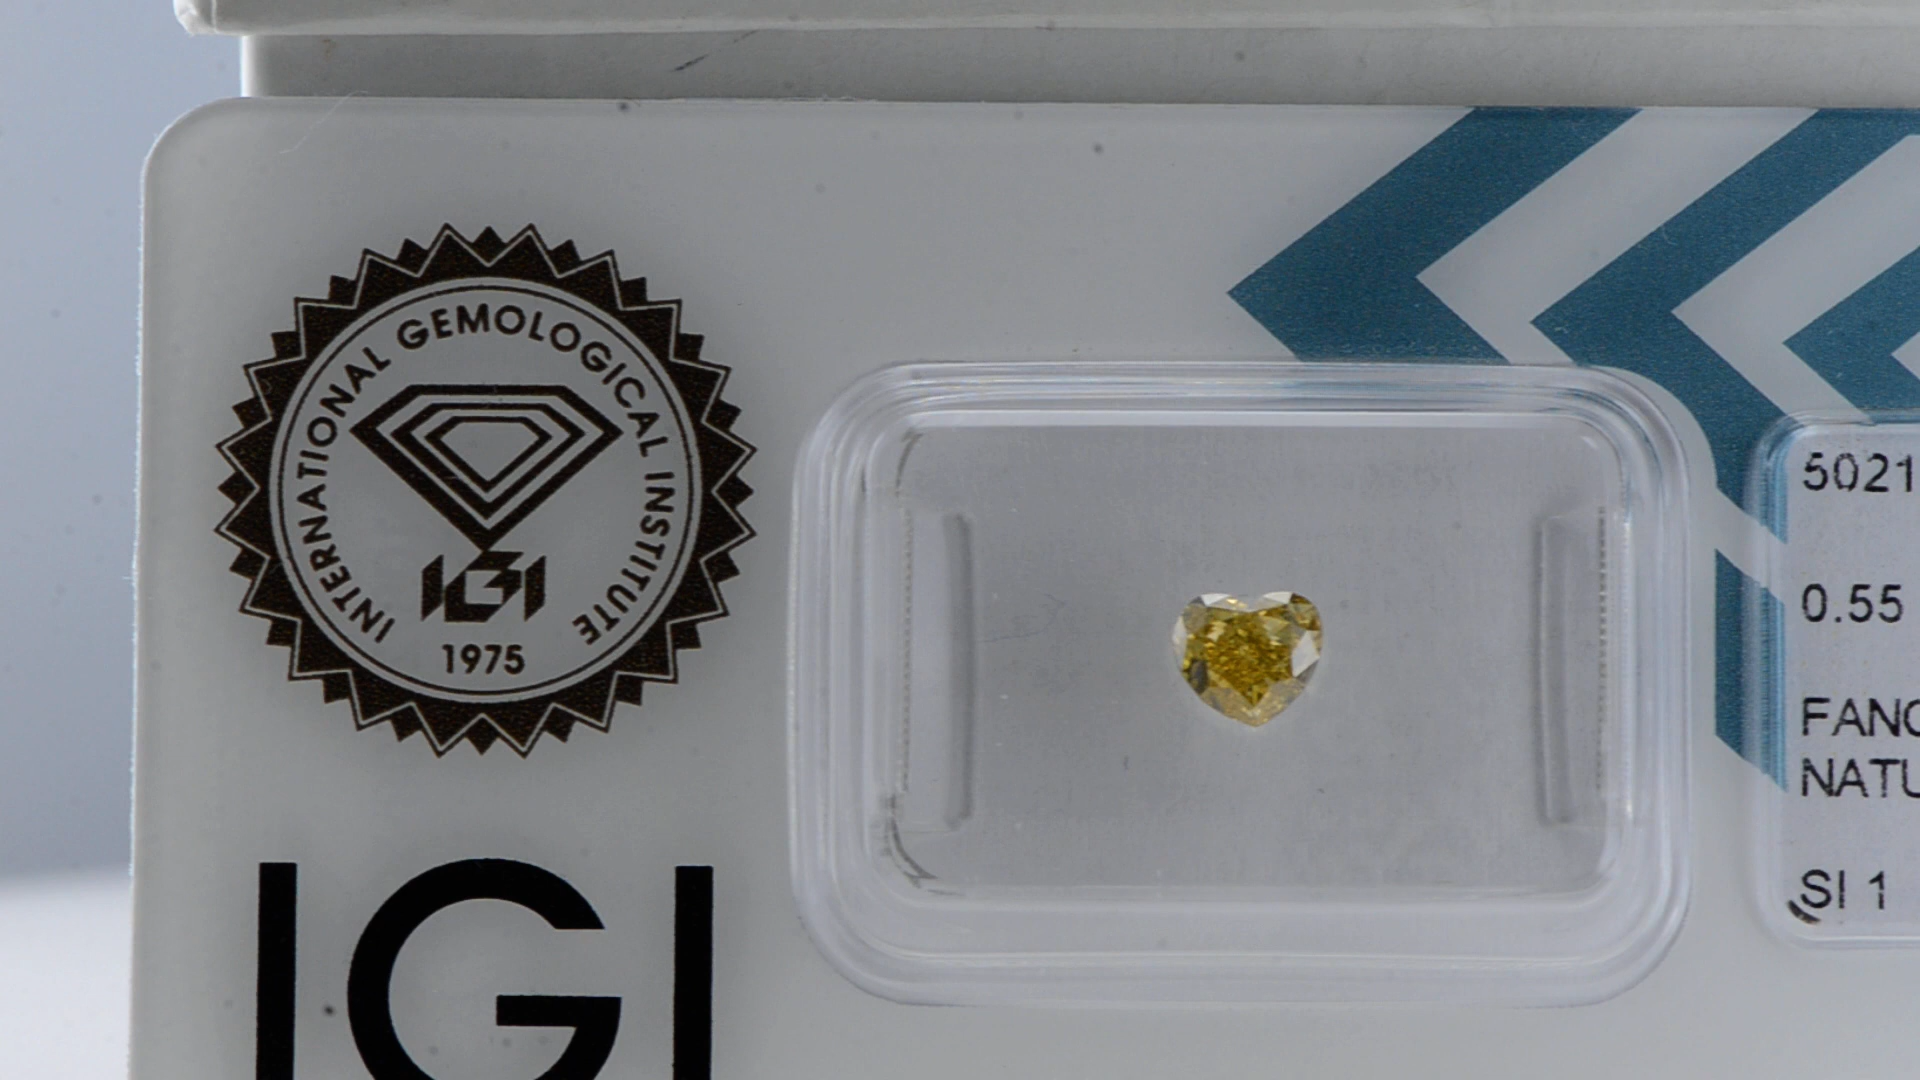 INTERNATIONAL GEMOLOGICAL INSTITUTE
IGI
1975
IGI
5021
0.55
FANC
NATU
SI 1